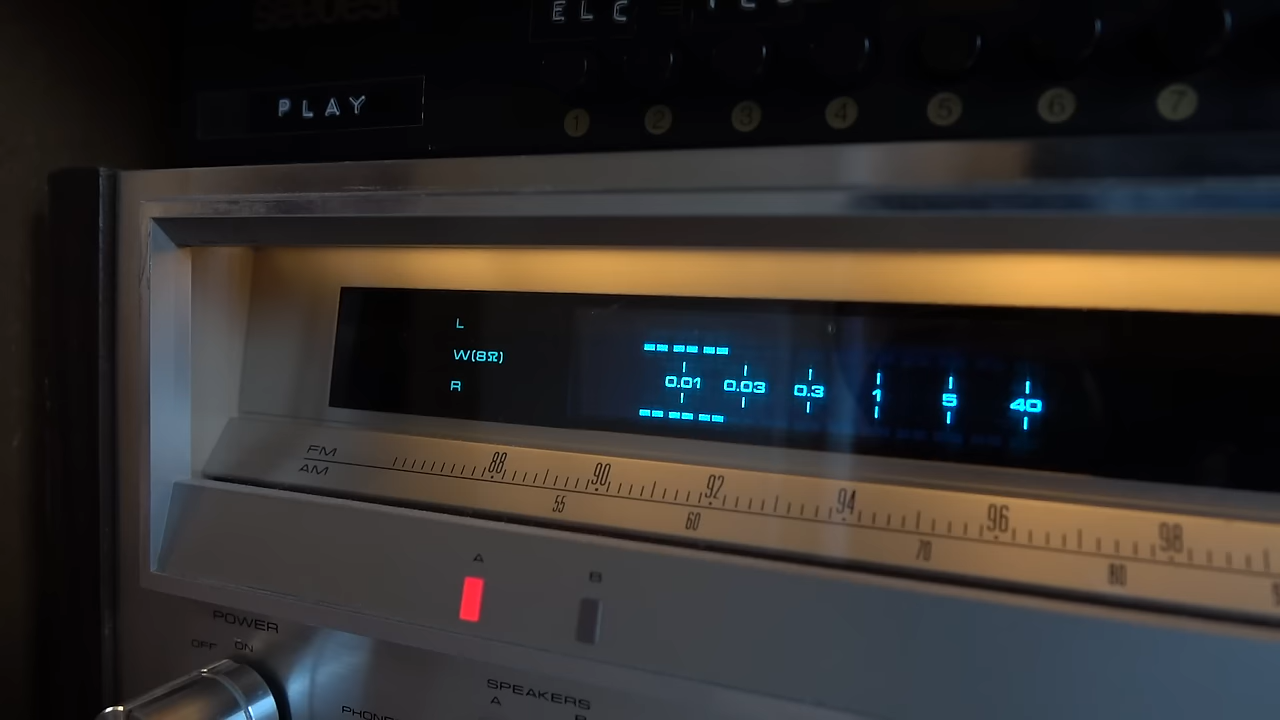 ELC
PLAY
1 2 3 4 5 6 7
L
W(8Ω)
R
0.01 0.03 0.3 1 5 40
FM 88 90 92 94 96 98
AM 55 60 70 80
A B
POWER
OFF ON
SPEAKERS
A B